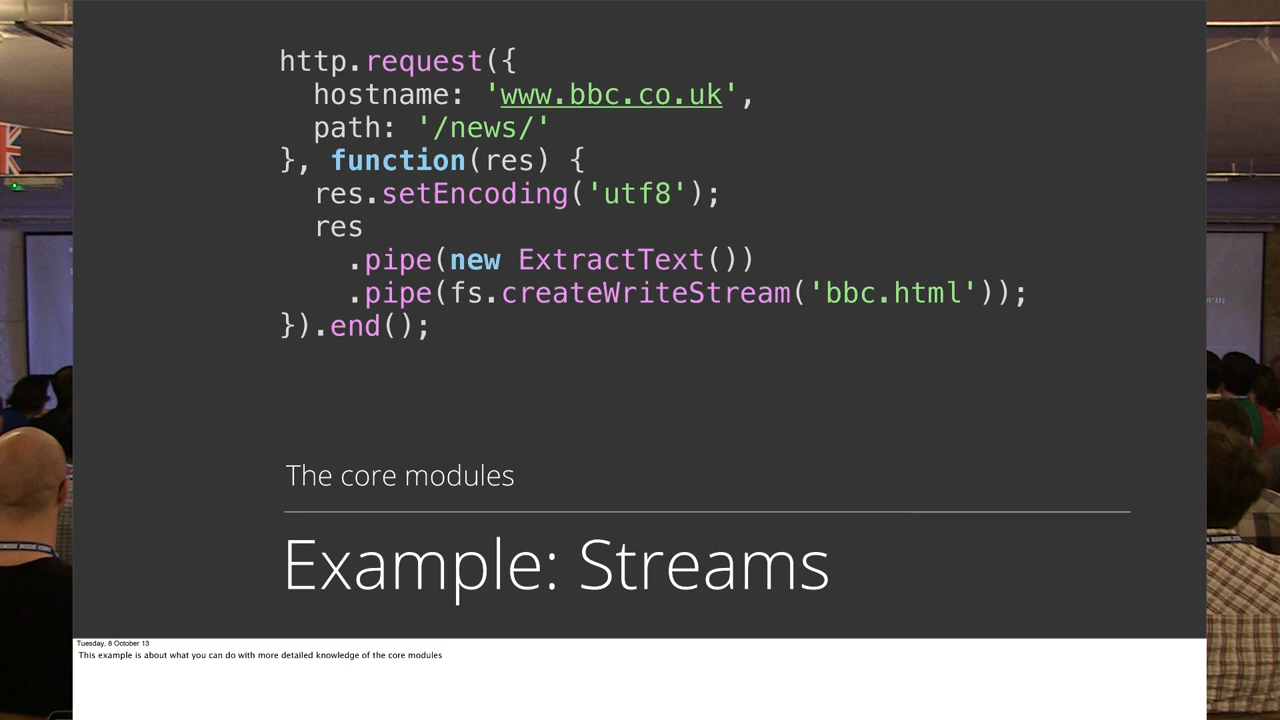 http.request({
hostname: 'www.bbc.co.uk',
path: '/news/'
}, function(res) {
res.setEncoding('utf8');
res
.pipe(new ExtractText())
.pipe(fs.createWriteStream('bbc.html'));
}).end();
The core modules
Example: Streams
Tuesday, 8 October 13
This example is about what you can do with more detailed knowledge of the core modules